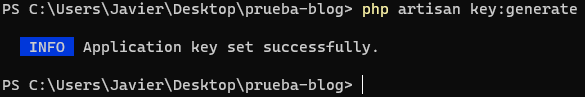 PS C:\Users\Javier\Desktop\prueba-blog> php artisan key:generate
INFO Application key set successfully.
PS C:\Users\Javier\Desktop\prueba-blog>